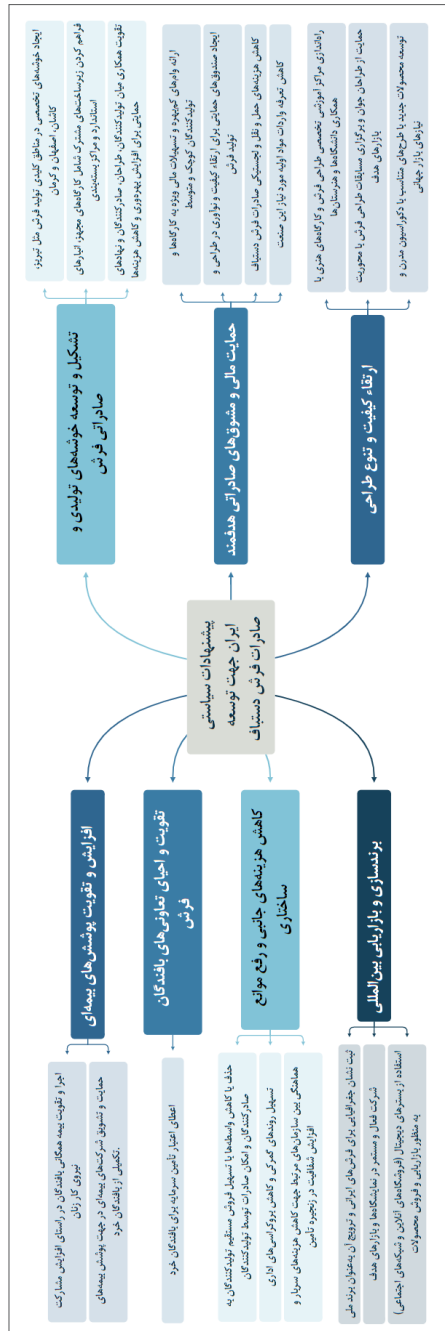 پیشنهادات سیاستی
ایران جهت توسعه
صادرات فرش دستباف
تشکیل و توسعه خوشه‌های تولیدی و
صادراتی فرش
ایجاد خوشه‌های تخصصی در مناطق کلیدی تولید فرش مثل تبریز،
کاشان، اصفهان و کرمان
فراهم کردن زیرساخت‌های مشترک شامل کارگاه‌های مجهز، انبارهای
استاندارد و مراکز بسته‌بندی
تقویت همکاری میان تولیدکنندگان، طراحان، صادرکنندگان و نهادهای
حمایتی برای افزایش بهره‌وری و کاهش هزینه‌ها
حمایت مالی و مشوق‌های صادراتی هدفمند
ارائه وام‌های کم‌بهره و تسهیلات مالی ویژه به کارگاه‌ها و
تولیدکنندگان کوچک و متوسط
ایجاد صندوق‌های حمایتی برای ارتقاء کیفیت و نوآوری در طراحی و
تولید فرش
کاهش هزینه‌های حمل و نقل و لجستیکی صادرات فرش دستباف
کاهش تعرفه واردات مواد اولیه مورد نیاز این صنعت
ارتقاء کیفیت و تنوع طراحی
راه‌اندازی مراکز آموزشی تخصصی طراحی فرش و کارگاه‌های هنری با
همکاری دانشگاه‌ها و هنرستان‌ها
حمایت از طراحان جوان و برگزاری مسابقات طراحی فرش با محوریت
بازارهای هدف
توسعه محصولات جدید با طرح‌های متناسب با دکوراسیون مدرن و
نیازهای بازار جهانی
افزایش و تقویت پوشش‌های بیمه‌ای
اجرا و تقویت بیمه همگانی بافندگان در راستای افزایش مشارکت
نیروی کار زنان
حمایت و تشویق شرکت‌های بیمه‌ای در جهت پوشش بیمه‌های
تکمیلی از بافندگان خرد.
تقویت و احیای تعاونی‌های بافندگان
فرش
اعطای اعتبار تأمین سرمایه برای بافندگان خرد
کاهش هزینه‌های جانبی و رفع موانع
ساختاری
حذف یا کاهش واسطه‌ها با تسهیل فروش مستقیم تولیدکنندگان به
صادرکنندگان و امکان صادرات توسط تولیدکنندگان
تسهیل روندهای گمرکی و کاهش بروکراسی‌های اداری
هماهنگی بین سازمان‌های مرتبط جهت کاهش هزینه‌های سربار و
افزایش شفافیت در زنجیره تامین
برندسازی و بازاریابی بین‌المللی
ثبت نشان جغرافیایی برای فرش‌های ایرانی و ترویج آن به‌عنوان برند ملی
شرکت فعال و مستمر در نمایشگاه‌ها و بازارهای هدف
استفاده از بسترهای دیجیتال (فروشگاه‌های آنلاین و شبکه‌های اجتماعی)
به منظور بازاریابی و فروش محصولات